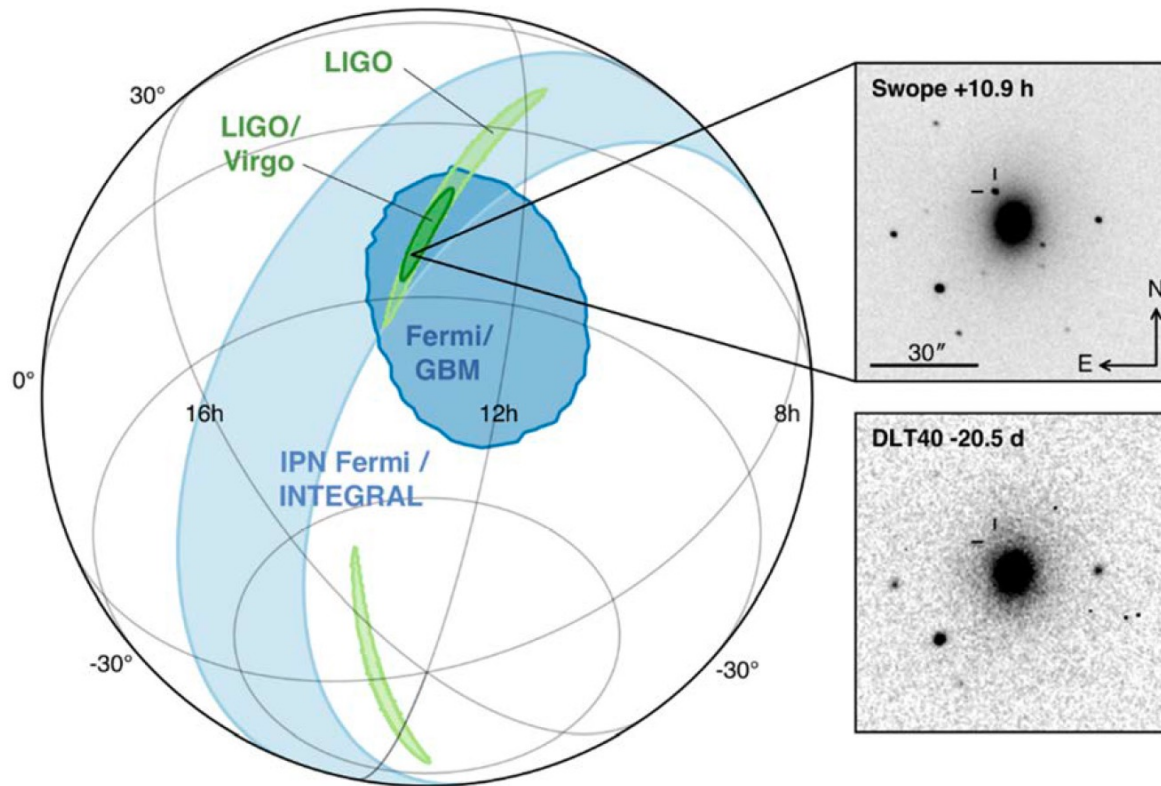 LIGO
30°
LIGO/
Virgo
Fermi/
GBM
0°
16h
12h
8h
IPN Fermi /
INTEGRAL
-30°
-30°
Swope +10.9 h
N
30″
E
DLT40 -20.5 d